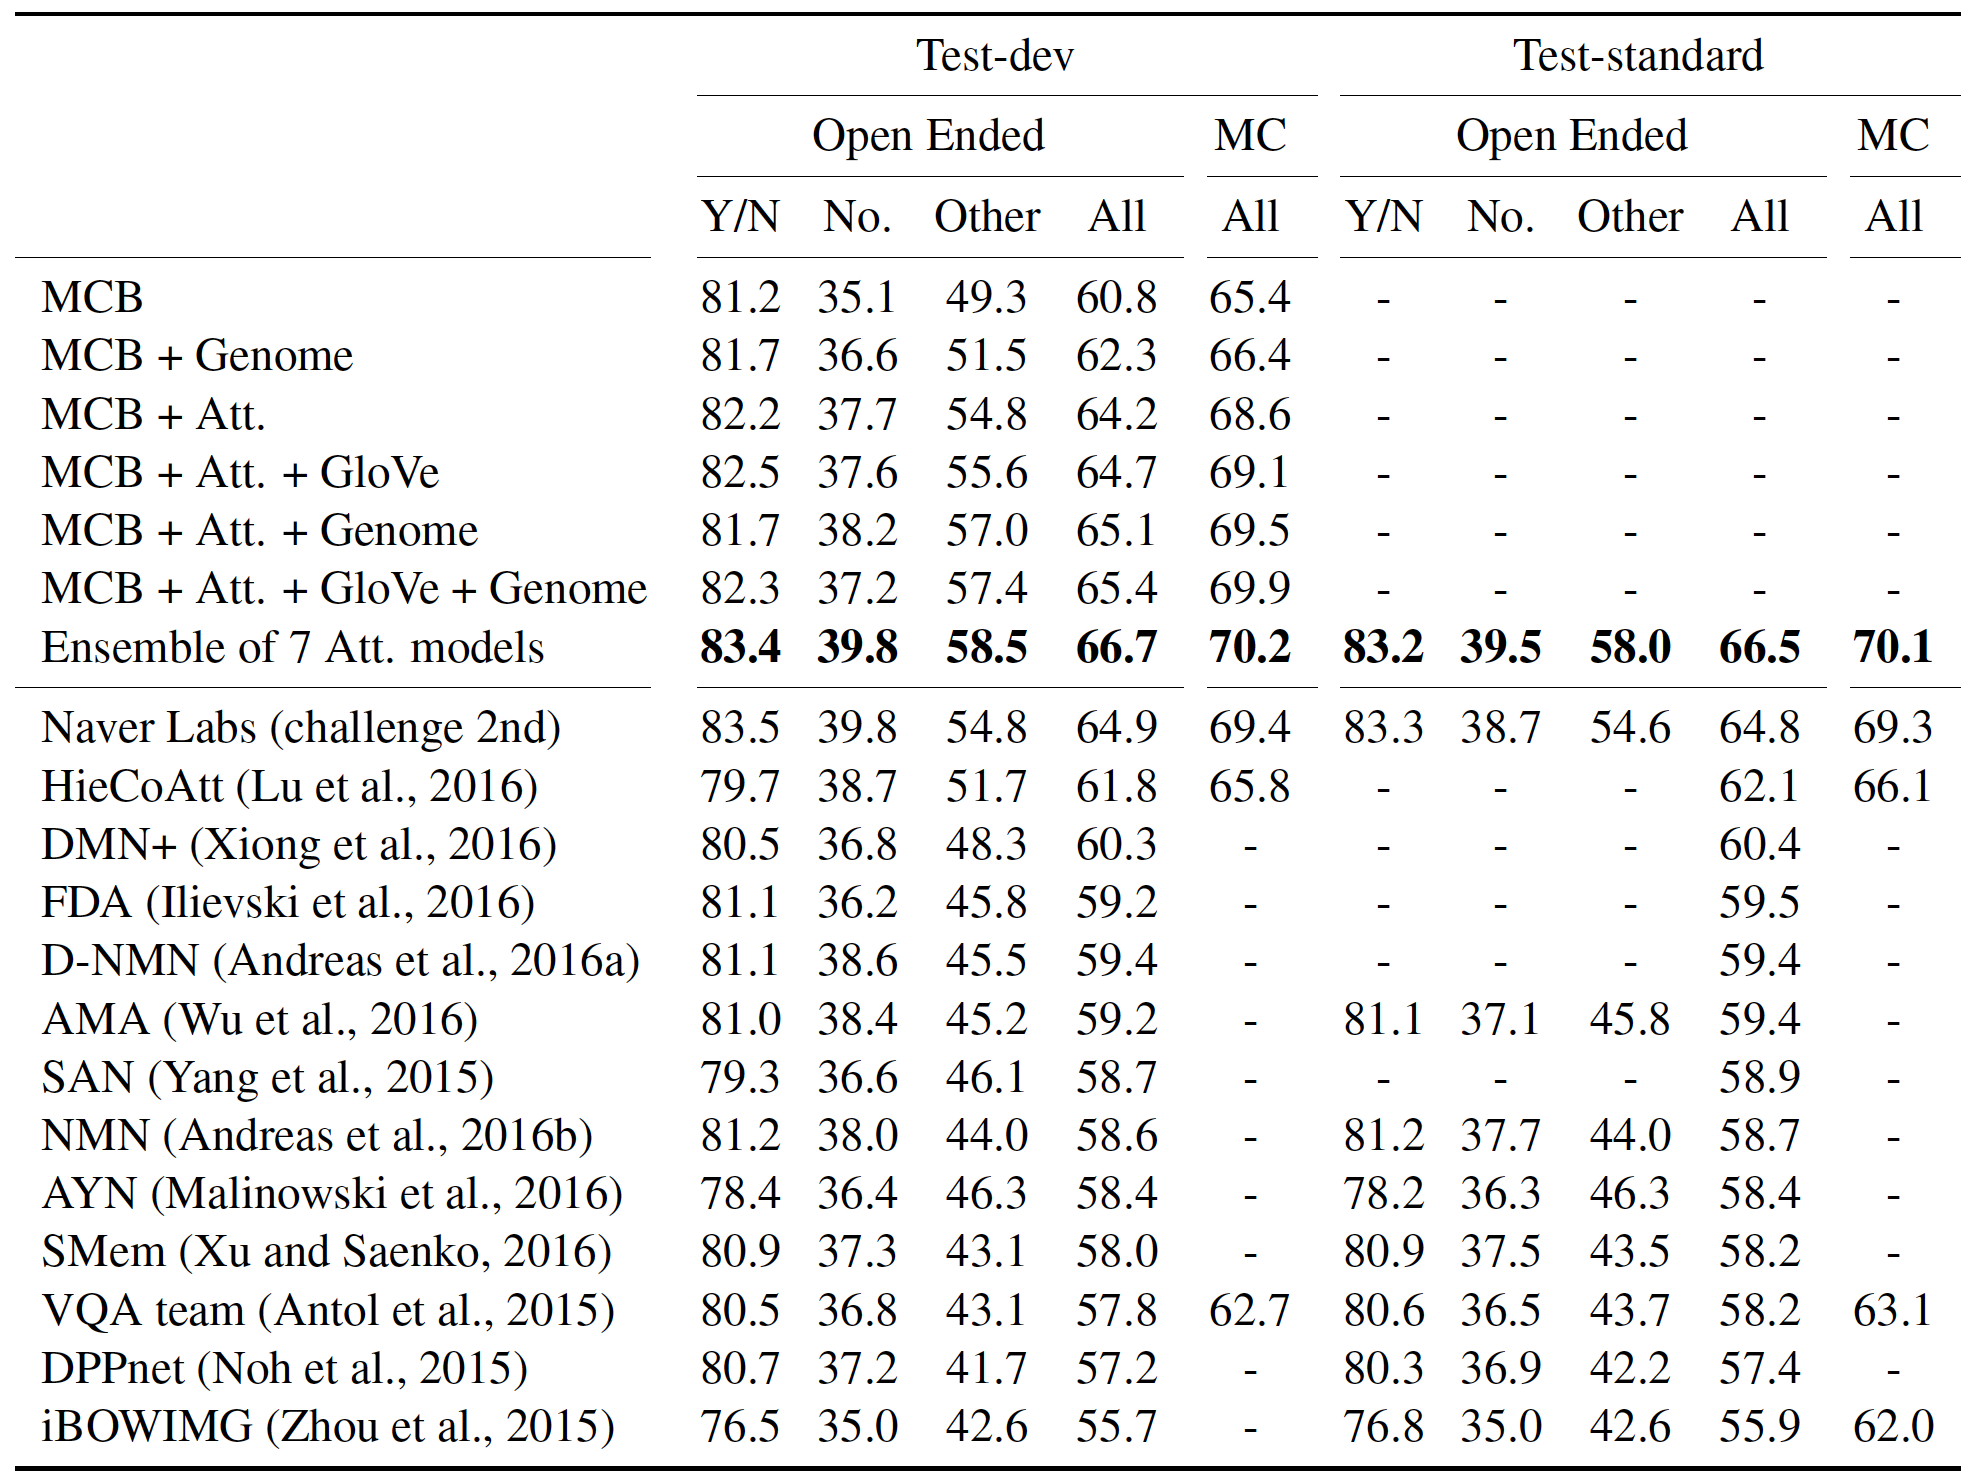 Test-dev Test-standard
Open Ended MC Open Ended MC
Y/N No. Other All All Y/N No. Other All All
MCB 81.2 35.1 49.3 60.8 65.4 - - - - -
MCB + Genome 81.7 36.6 51.5 62.3 66.4 - - - - -
MCB + Att. 82.2 37.7 54.8 64.2 68.6 - - - - -
MCB + Att. + GloVe 82.5 37.6 55.6 64.7 69.1 - - - - -
MCB + Att. + Genome 81.7 38.2 57.0 65.1 69.5 - - - - -
MCB + Att. + GloVe + Genome 82.3 37.2 57.4 65.4 69.9 - - - - -
Ensemble of 7 Att. models 83.4 39.8 58.5 66.7 70.2 83.2 39.5 58.0 66.5 70.1
Naver Labs (challenge 2nd) 83.5 39.8 54.8 64.9 69.4 83.3 38.7 54.6 64.8 69.3
HieCoAtt (Lu et al., 2016) 79.7 38.7 51.7 61.8 65.8 - - - 62.1 66.1
DMN+ (Xiong et al., 2016) 80.5 36.8 48.3 60.3 - - - - 60.4 -
FDA (Ilievski et al., 2016) 81.1 36.2 45.8 59.2 - - - - 59.5 -
D-NMN (Andreas et al., 2016a) 81.1 38.6 45.5 59.4 - - - - 59.4 -
AMA (Wu et al., 2016) 81.0 38.4 45.2 59.2 - 81.1 37.1 45.8 59.4 -
SAN (Yang et al., 2015) 79.3 36.6 46.1 58.7 - - - - 58.9 -
NMN (Andreas et al., 2016b) 81.2 38.0 44.0 58.6 - 81.2 37.7 44.0 58.7 -
AYN (Malinowski et al., 2016) 78.4 36.4 46.3 58.4 - 78.2 36.3 46.3 58.4 -
SMem (Xu and Saenko, 2016) 80.9 37.3 43.1 58.0 - 80.9 37.5 43.5 58.2 -
VQA team (Antol et al., 2015) 80.5 36.8 43.1 57.8 62.7 80.6 36.5 43.7 58.2 63.1
DPPnet (Noh et al., 2015) 80.7 37.2 41.7 57.2 - 80.3 36.9 42.2 57.4 -
iBOWIMG (Zhou et al., 2015) 76.5 35.0 42.6 55.7 - 76.8 35.0 42.6 55.9 62.0